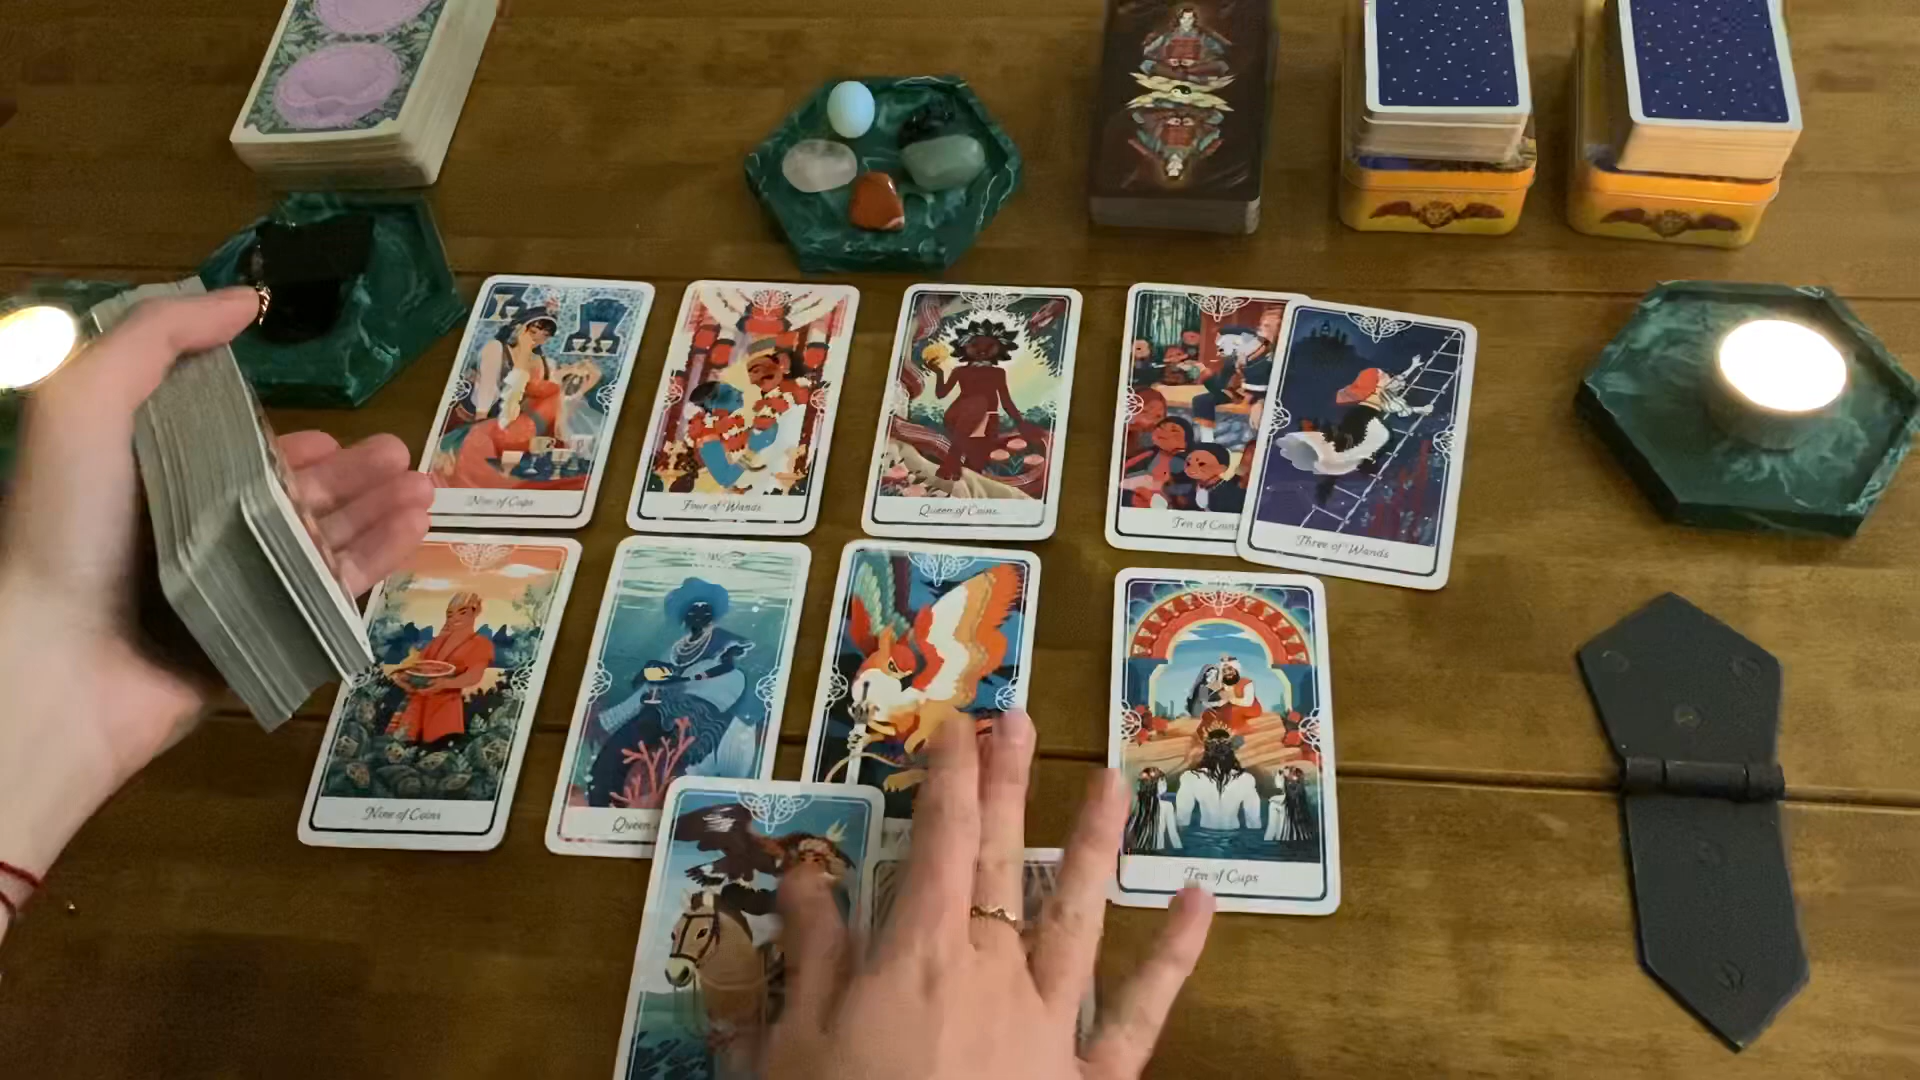 Nine of Cups
Four of Wands
Queen of Coins
Ten of Coins
Three of Wands
Nine of Coins
Queen
Ten of Cups